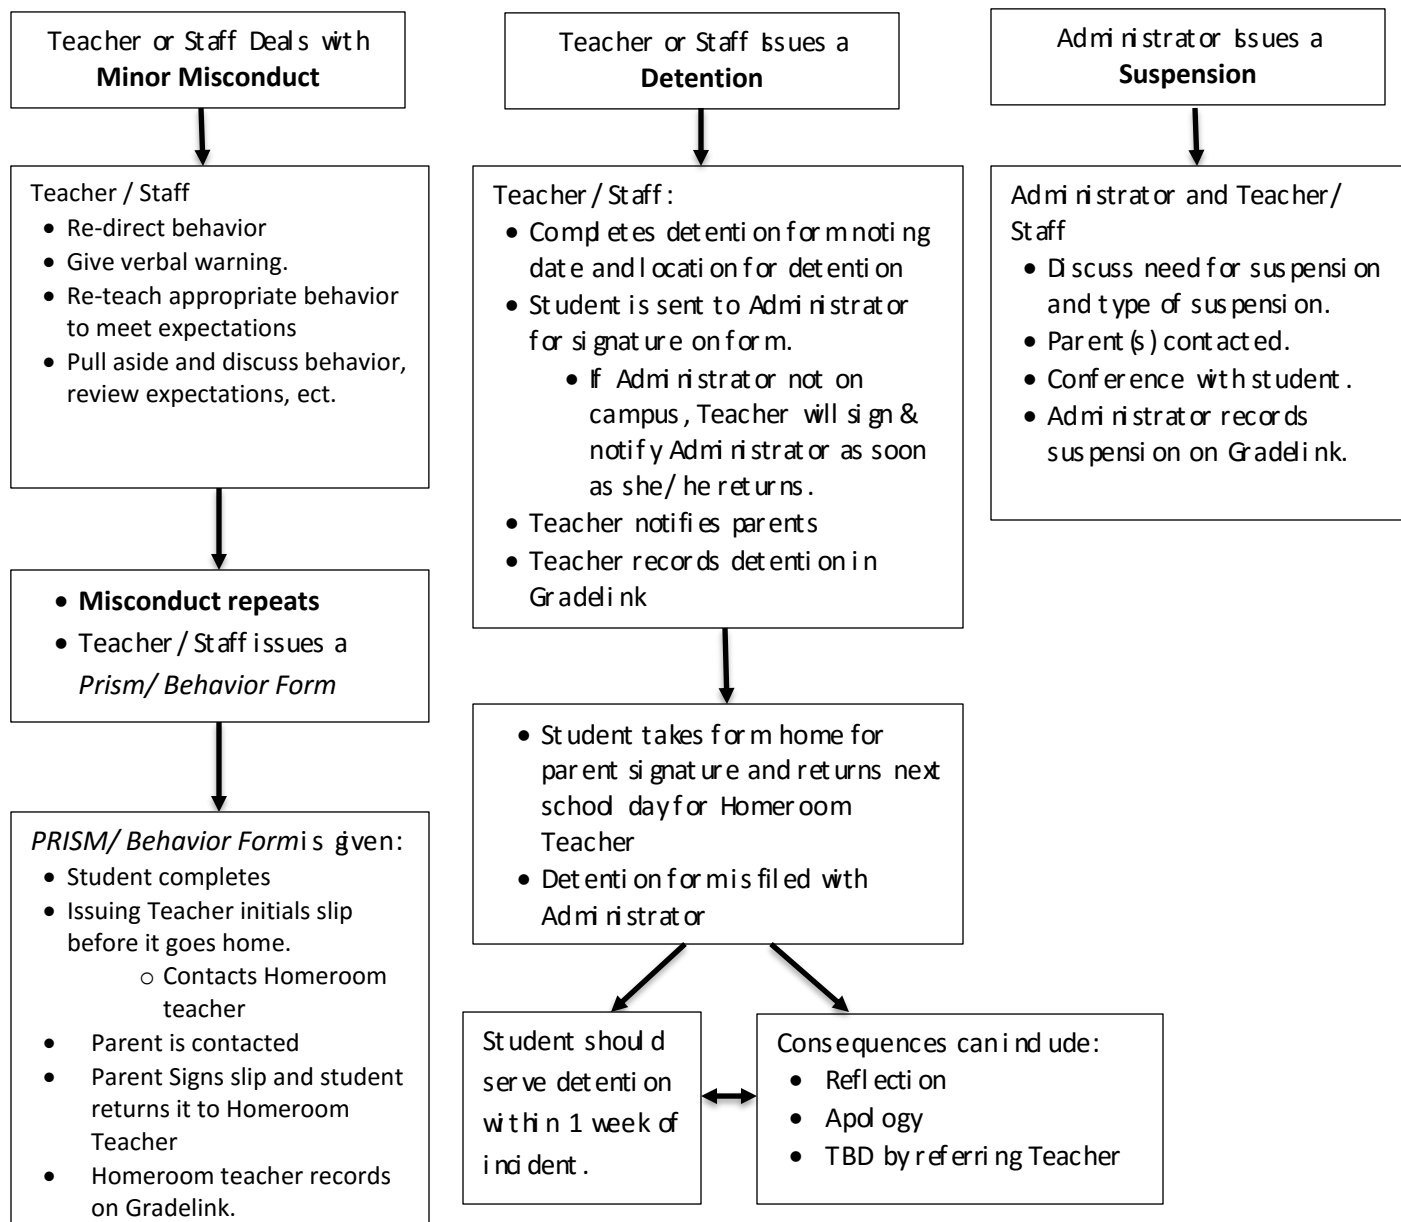 Teacher or Staff Deals with
Minor Misconduct
Teacher / Staff
• Re-direct behavior
• Give verbal warning.
• Re-teach appropriate behavior
to meet expectations
• Pull aside and discuss behavior,
review expectations, ect.
• Misconduct repeats
• Teacher / Staff issues a
Prism/ Behavior Form
PRISM/ Behavior Form is given:
• Student completes
• Issuing Teacher initials slip
before it goes home.
o Contacts Homeroom
teacher
• Parent is contacted
• Parent Signs slip and student
returns it to Homeroom
Teacher
• Homeroom teacher records
on Gradelink.
Teacher or Staff Issues a
Detention
Teacher / Staff:
• Completes detention form noting
date and location for detention
• Student is sent to Administrator
for signature on form.
• If Administrator not on
campus, Teacher will sign &
notify Administrator as soon
as she/ he returns.
• Teacher notifies parents
• Teacher records detention in
Gradelink
• Student takes form home for
parent signature and returns next
school day for Homeroom
Teacher
• Detention form is filed with
Administrator
Student should
serve detention
within 1 week of
incident.
Consequences can include:
• Reflection
• Apology
• TBD by referring Teacher
Administrator Issues a
Suspension
Administrator and Teacher/
Staff
• Discuss need for suspension
and type of suspension.
• Parent(s) contacted.
• Conference with student.
• Administrator records
suspension on Gradelink.